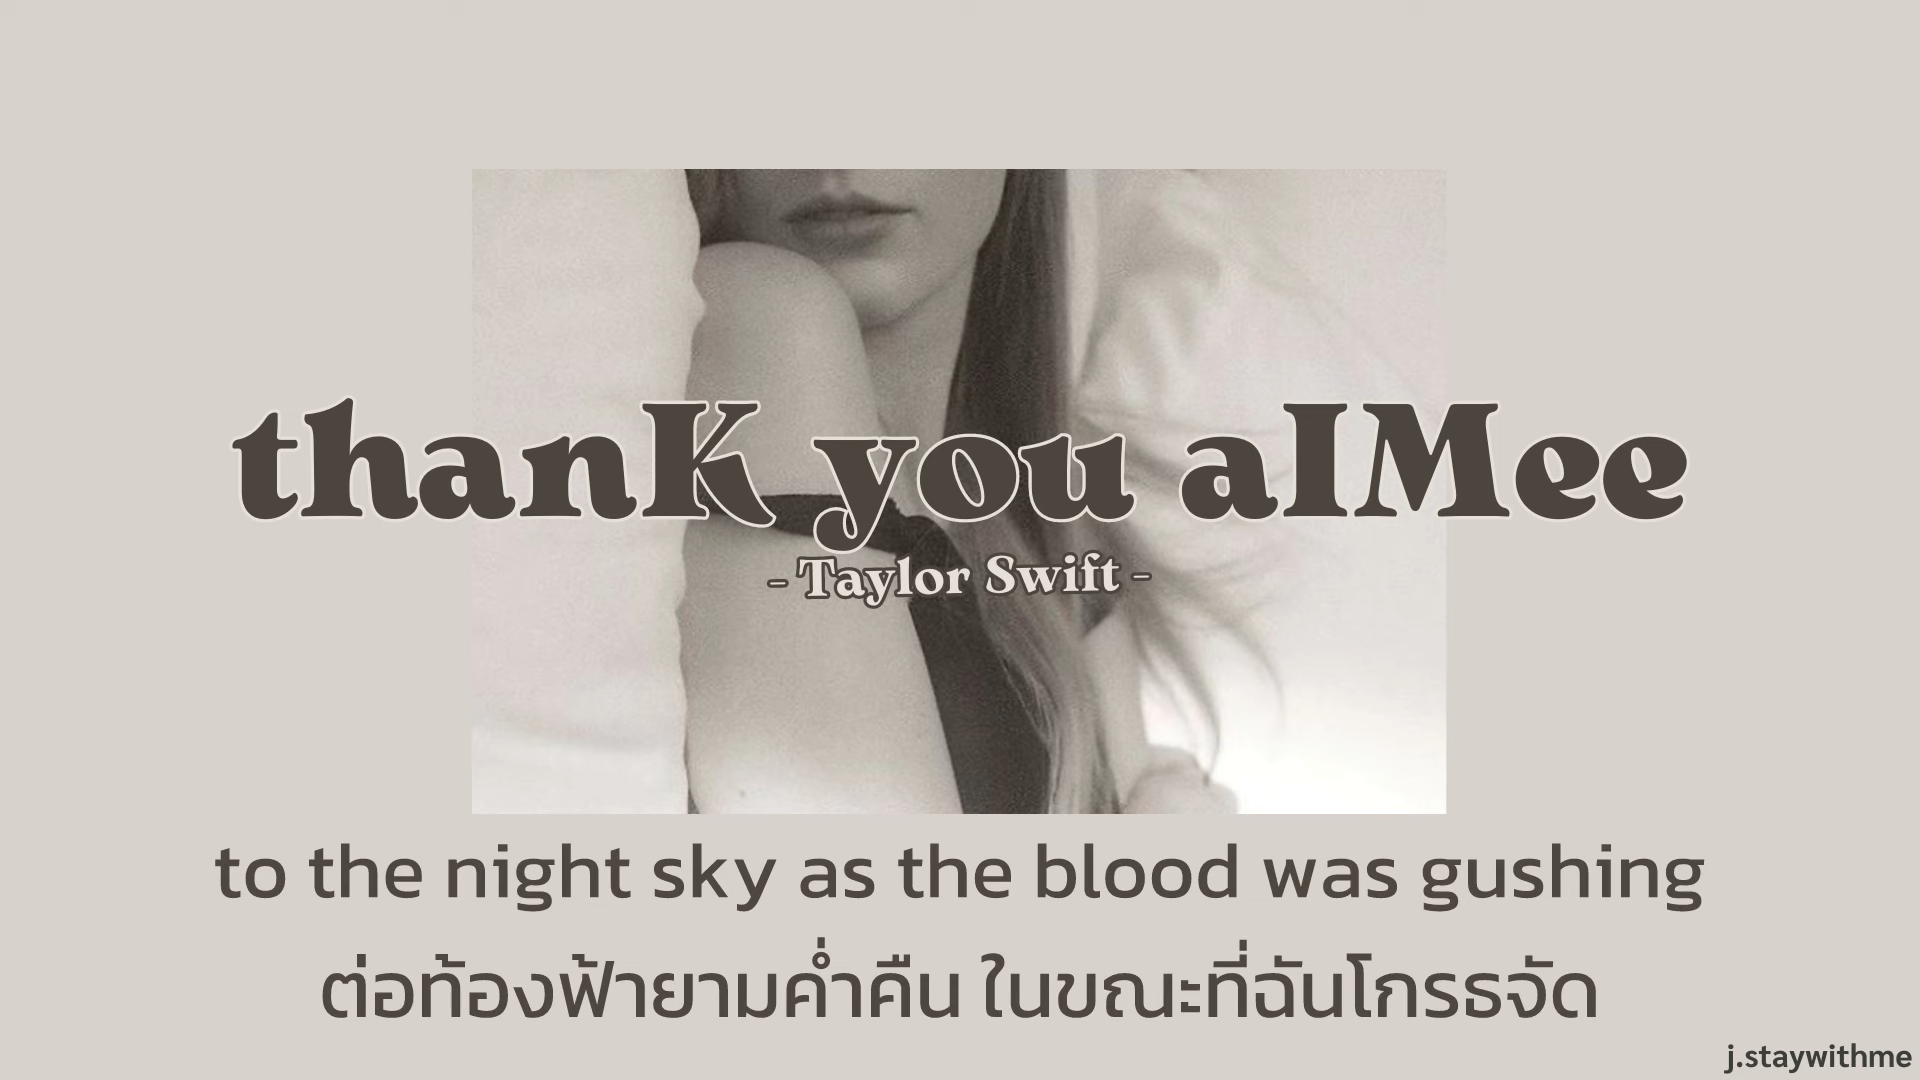 thanK you aIMee
- Taylor Swift -
to the night sky as the blood was gushing
ต่อท้องฟ้ายามค่ำคืน ในขณะที่ฉันโกรธจัด
j.staywithme